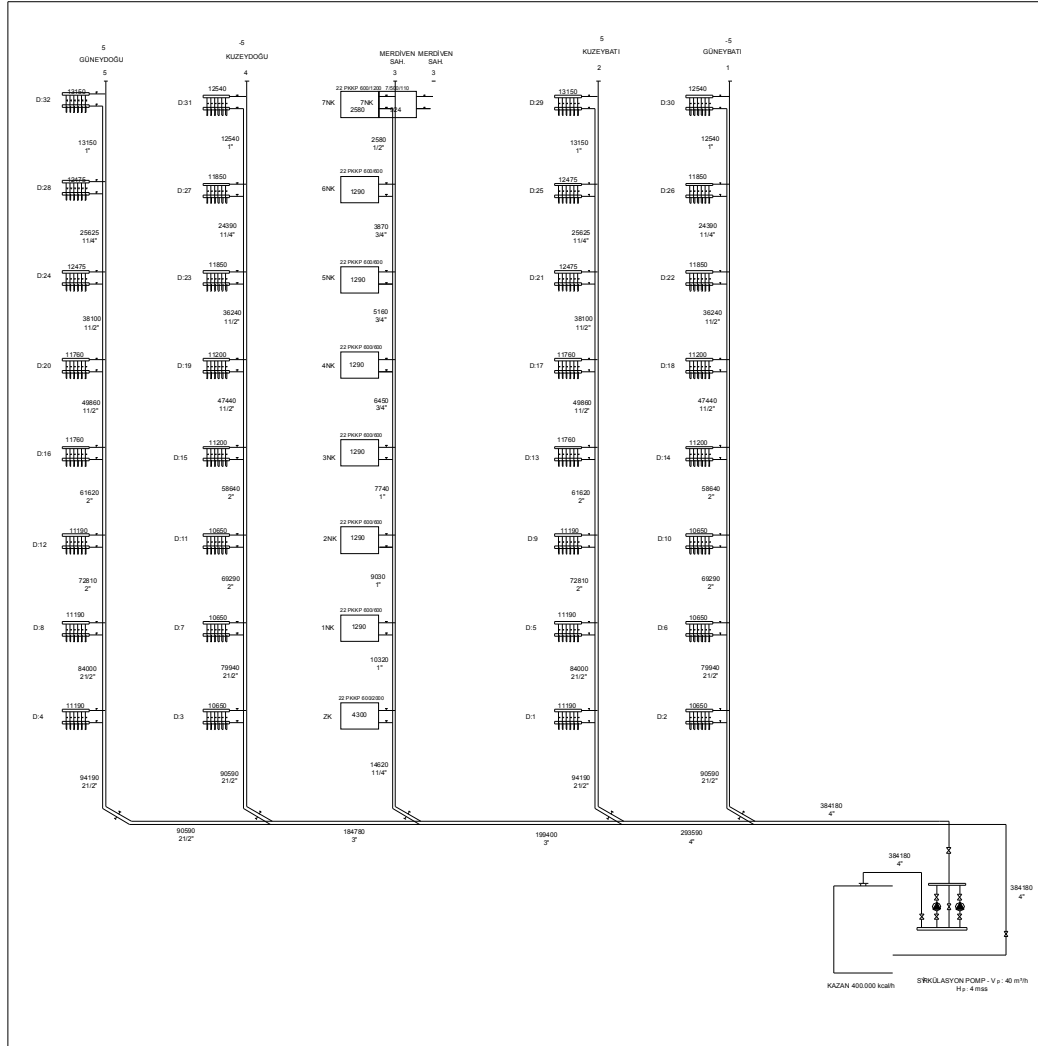 5
GÜNEYDOĞU
5
-5
KUZEYDOĞU
4
MERDİVEN
SAH.
3
MERDİVEN
SAH.
3
5
KUZEYBATI
2
-5
GÜNEYBATI
1
D:32
13150
D:31
12540
7NK
22 PKKP 600/1200
7/500/110
7NK
2580
924
D:29
13150
D:30
12540
13150
1"
12540
1"
2580
1/2"
13150
1"
12540
1"
D:28
12475
D:27
11850
6NK
22 PKKP 600/600
1290
D:25
12475
D:26
11850
25625
11/4"
24390
11/4"
3870
3/4"
25625
11/4"
24390
11/4"
D:24
12475
D:23
11850
5NK
22 PKKP 600/600
1290
D:21
12475
D:22
11850
38100
11/2"
36240
11/2"
5160
3/4"
38100
11/2"
36240
11/2"
D:20
11760
D:19
11200
4NK
22 PKKP 600/600
1290
D:17
11760
D:18
11200
49860
11/2"
47440
11/2"
6450
3/4"
49860
11/2"
47440
11/2"
D:16
11760
D:15
11200
3NK
22 PKKP 600/600
1290
D:13
11760
D:14
11200
61620
2"
58640
2"
7740
1"
61620
2"
58640
2"
D:12
11190
D:11
10650
2NK
22 PKKP 600/600
1290
D:9
11190
D:10
10650
72810
2"
69290
2"
9030
1"
72810
2"
69290
2"
D:8
11190
D:7
10650
1NK
22 PKKP 600/600
1290
D:5
11190
D:6
10650
84000
21/2"
79940
21/2"
10320
1"
84000
21/2"
79940
21/2"
D:4
11190
D:3
10650
ZK
22 PKKP 600/2000
4300
D:1
11190
D:2
10650
94190
21/2"
90590
21/2"
14620
11/4"
94190
21/2"
90590
21/2"
384180
4"
90590
21/2"
184780
3"
199400
3"
293590
4"
384180
4"
384180
4"
KAZAN 400.000 kcal/h
POMP - V p : 40 m³/h
H p : 4 mss